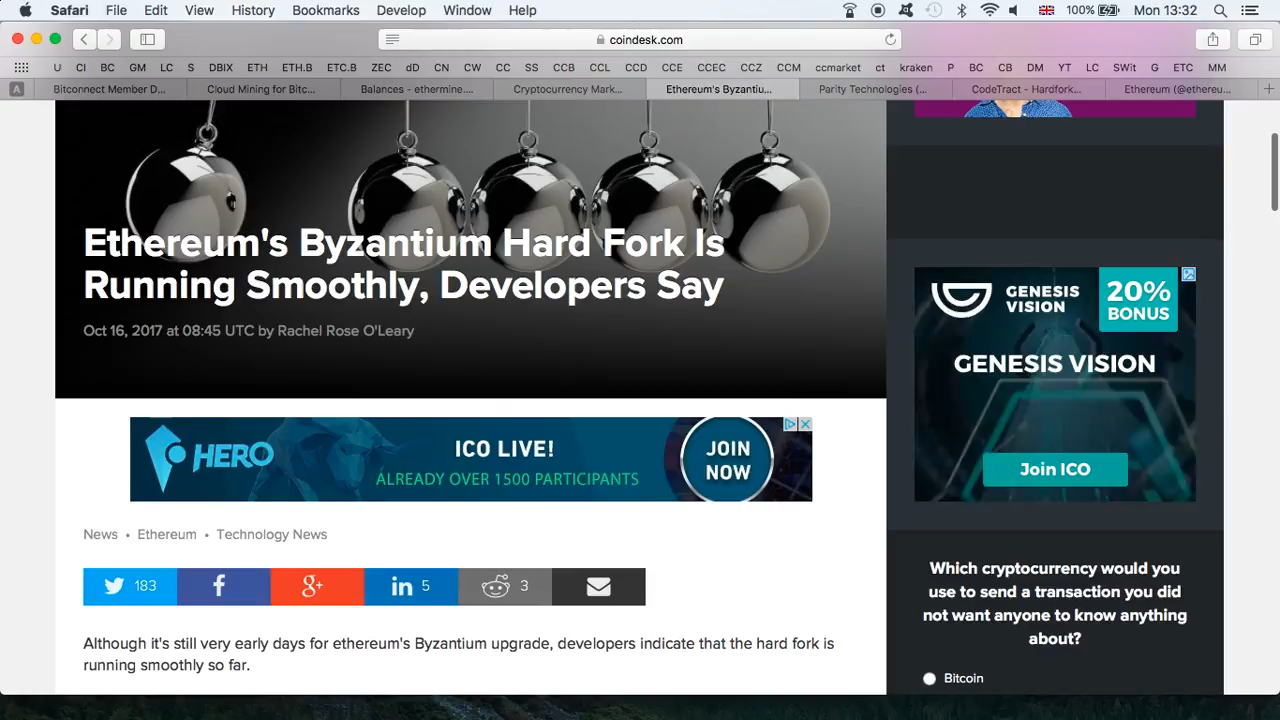 Safari File Edit View History Bookmarks Develop Window Help 100% Mon 13:32
coindesk.com
U CI BC GM LC S DBIX ETH ETH.B ETC.B ZEC dD CN CW CC SS CCB CCL CCD CCE CCEC CCZ CCM ccmarket ct kraken P BC CB DM YT LC SWit G ETC MM
A Bitconnect Member D... Cloud Mining for Bitc... Balances - ethermine.... Cryptocurrency Mark... Ethereum's Byzantiu... Parity Technologies (... CodeTract - Hardfork... Ethereum (@ethereu...
Ethereum's Byzantium Hard Fork Is
Running Smoothly, Developers Say
Oct 16, 2017 at 08:45 UTC by Rachel Rose O'Leary
HERO
ICO LIVE!
ALREADY OVER 1500 PARTICIPANTS
JOIN
NOW
News • Ethereum • Technology News
183 5 3
Although it's still very early days for ethereum's Byzantium upgrade, developers indicate that the hard fork is
running smoothly so far.
GENESIS
VISION
20%
BONUS
GENESIS VISION
Join ICO
Which cryptocurrency would you
use to send a transaction you did
not want anyone to know anything
about?
Bitcoin